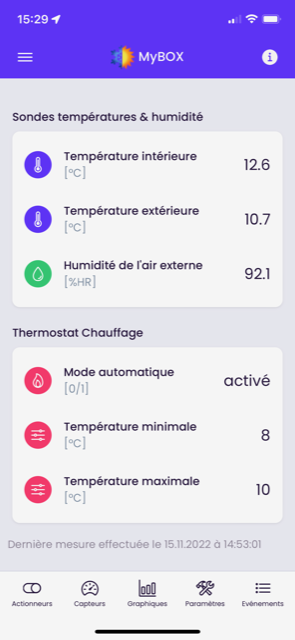 15:29
MyBOX
Sondes températures & humidité
Température intérieure
[°C]
12.6
Température extérieure
[°C]
10.7
Humidité de l'air externe
[%HR]
92.1
Thermostat Chauffage
Mode automatique
[0/1]
activé
Température minimale
[°C]
8
Température maximale
[°C]
10
Dernière mesure effectuée le 15.11.2022 à 14:53:01
Actionneurs
Capteurs
Graphiques
Paramètres
Evénements